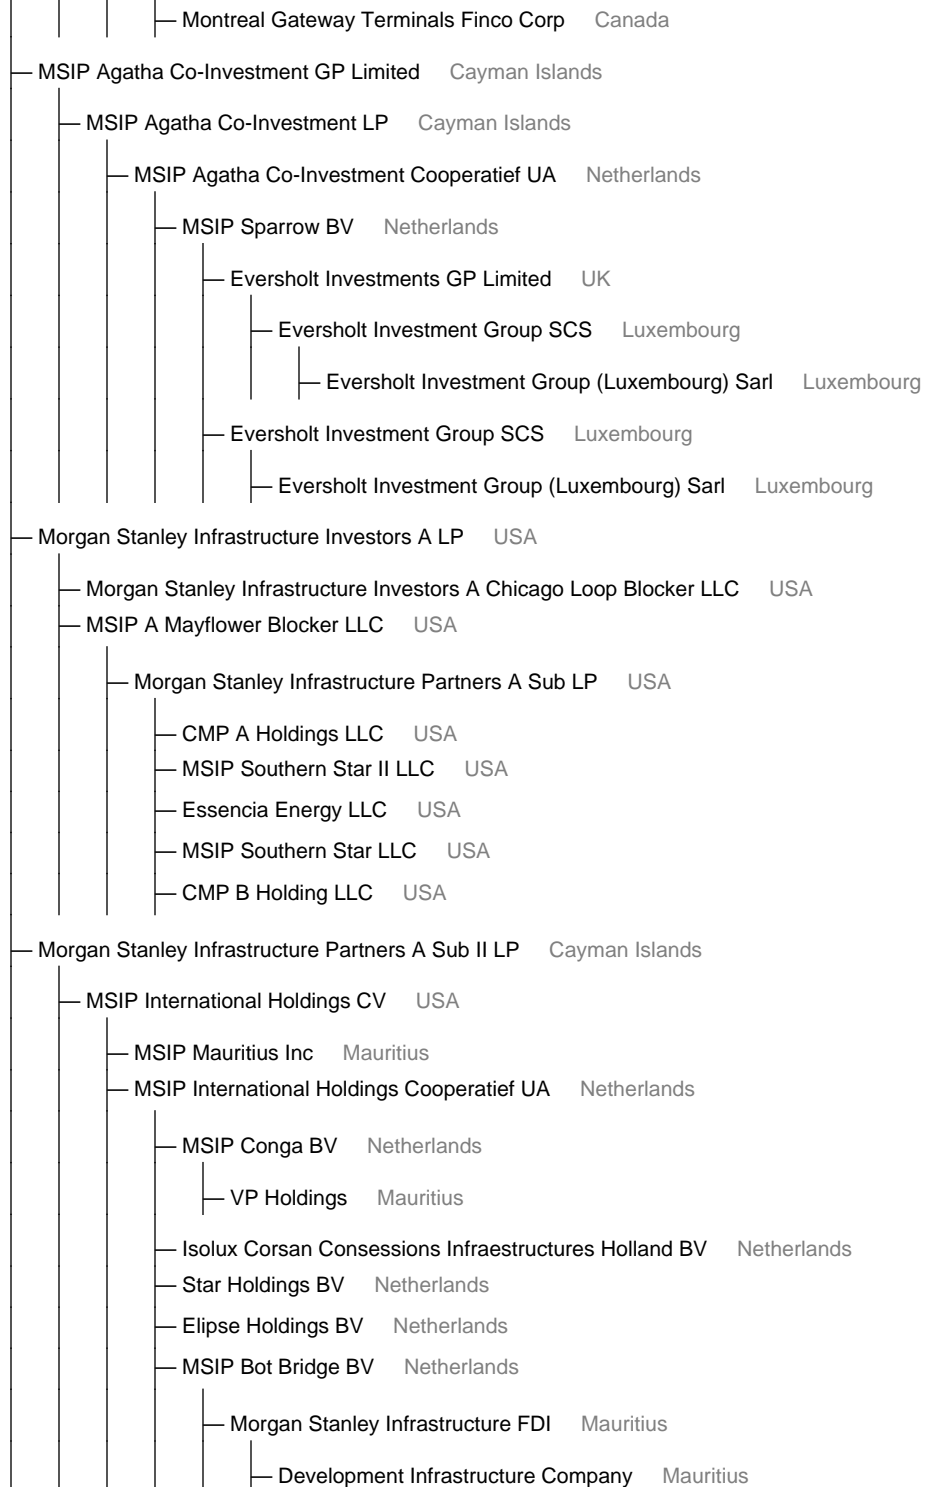 Montreal Gateway Terminals Finco Corp Canada
MSIP Agatha Co-Investment GP Limited Cayman Islands
MSIP Agatha Co-Investment LP Cayman Islands
MSIP Agatha Co-Investment Cooperatief UA Netherlands
MSIP Sparrow BV Netherlands
Eversholt Investments GP Limited UK
Eversholt Investment Group SCS Luxembourg
Eversholt Investment Group (Luxembourg) Sarl Luxembourg
Eversholt Investment Group SCS Luxembourg
Eversholt Investment Group (Luxembourg) Sarl Luxembourg
Morgan Stanley Infrastructure Investors A LP USA
Morgan Stanley Infrastructure Investors A Chicago Loop Blocker LLC USA
MSIP A Mayflower Blocker LLC USA
Morgan Stanley Infrastructure Partners A Sub LP USA
CMP A Holdings LLC USA
MSIP Southern Star II LLC USA
Essencia Energy LLC USA
MSIP Southern Star LLC USA
CMP B Holding LLC USA
Morgan Stanley Infrastructure Partners A Sub II LP Cayman Islands
MSIP International Holdings CV USA
MSIP Mauritius Inc Mauritius
MSIP International Holdings Cooperatief UA Netherlands
MSIP Conga BV Netherlands
VP Holdings Mauritius
Isolux Corsan Consessions Infraestructures Holland BV Netherlands
Star Holdings BV Netherlands
Elipse Holdings BV Netherlands
MSIP Bot Bridge BV Netherlands
Morgan Stanley Infrastructure FDI Mauritius
Development Infrastructure Company Mauritius